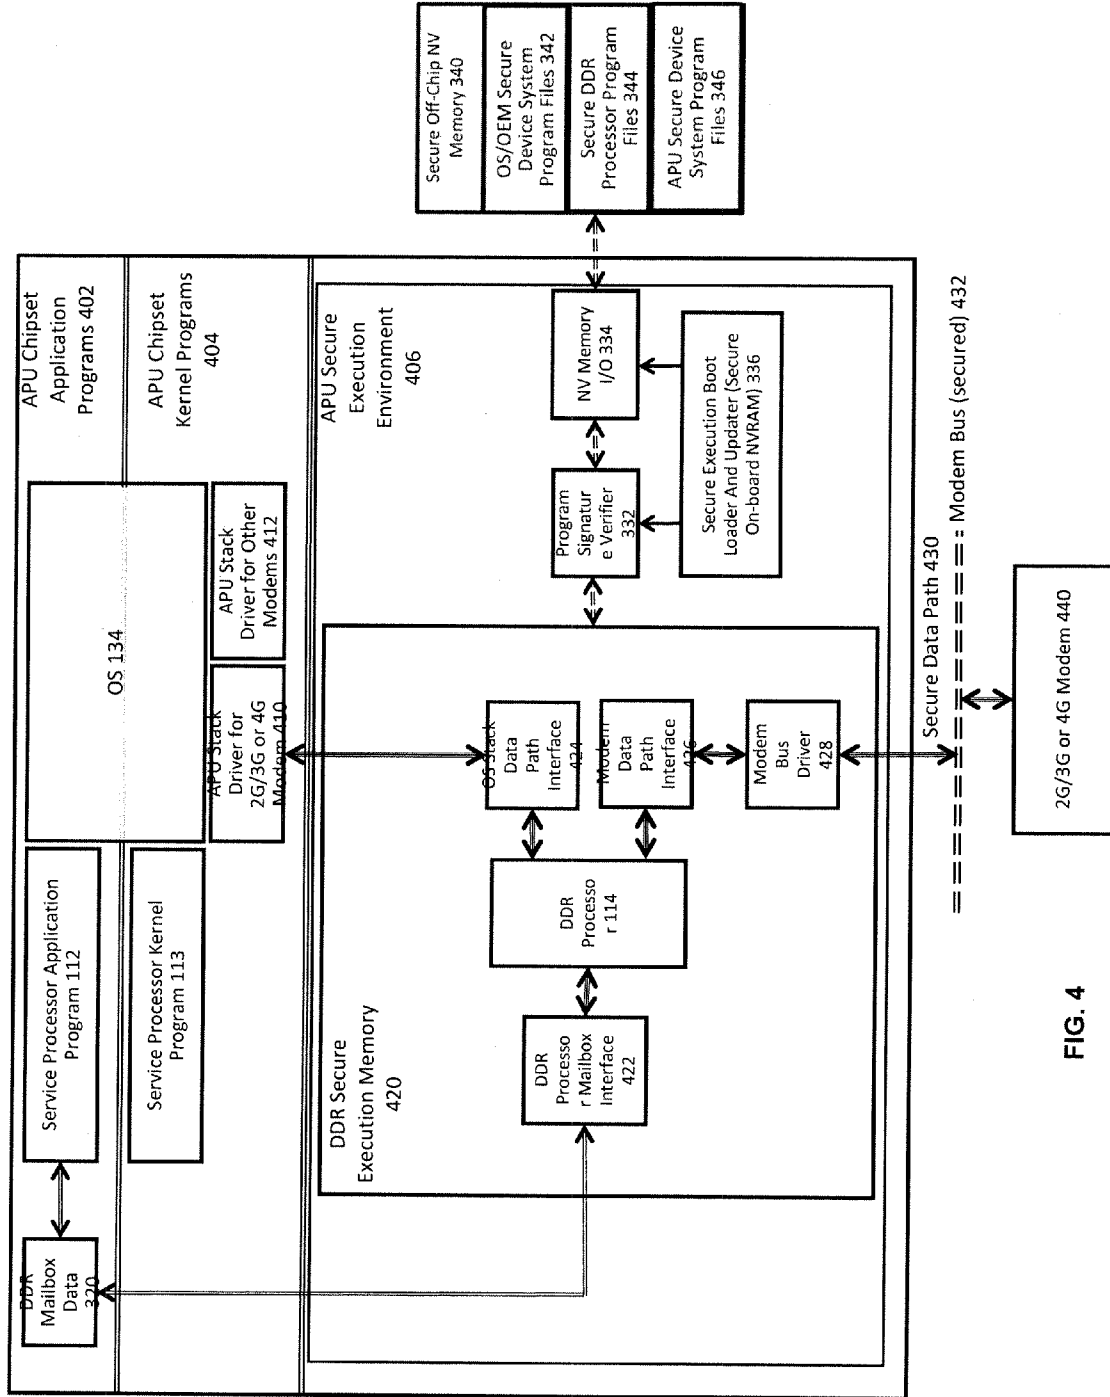 APU Chipset
Application
Programs 402
APU Chipset
Kernel Programs
404
APU Secure
Execution
Environment
406
DDR
Mailbox
Data
320
Service Processor Application
Program 112
Service Processor Kernel
Program 113
OS 134
APU Stack
Driver for
2G/3G or 4G
Modem 410
APU Stack
Driver for Other
Modems 412
DDR Secure
Execution Memory
420
DDR
Processo
r Mailbox
Interface
422
DDR
Processo
r 114
OS Stack
Data
Path
Interface
424
Modem
Data Path
Interface
426
Modem
Bus
Driver
428
Program
Signatur
e Verifier
332
NV Memory
I/O 334
Secure Execution Boot
Loader And Updater (Secure
On-board NVRAM) 336
Secure Off-Chip NV
Memory 340
OS/OEM Secure
Device System
Program Files 342
Secure DDR
Processor Program
Files 344
APU Secure Device
System Program
Files 346
Secure Data Path 430
Modem Bus (secured) 432
2G/3G or 4G Modem 440
FIG. 4